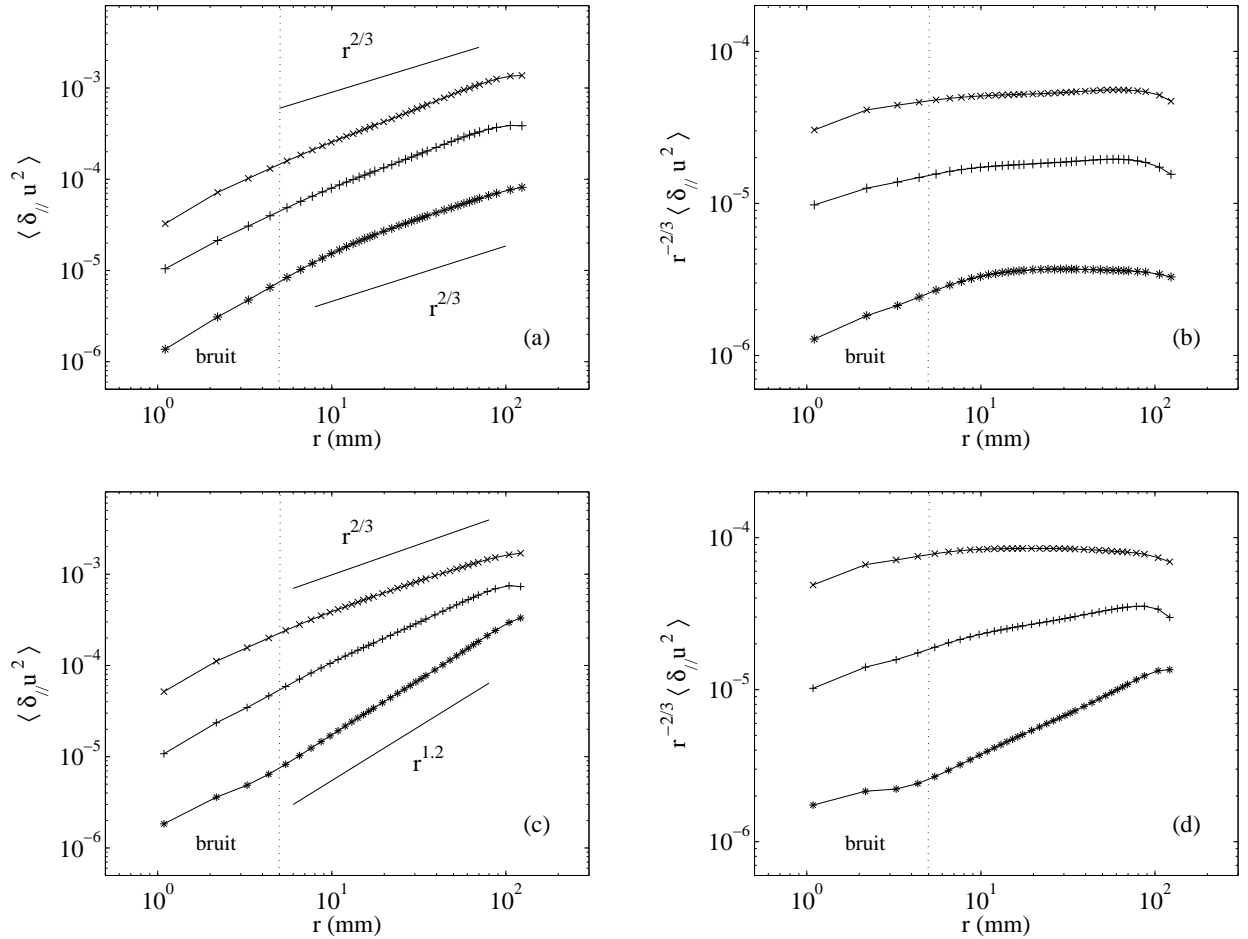 10^-3
10^-4
10^-5
10^-6
⟨ δ_// u^2 ⟩
r^2/3
r^2/3
bruit
(a)
10^0 10^1 10^2
r (mm)
10^-4
10^-5
10^-6
r^-2/3 ⟨ δ_// u^2 ⟩
bruit
(b)
10^0 10^1 10^2
r (mm)
10^-3
10^-4
10^-5
10^-6
⟨ δ_// u^2 ⟩
r^2/3
r^1.2
bruit
(c)
10^0 10^1 10^2
r (mm)
10^-4
10^-5
10^-6
r^-2/3 ⟨ δ_// u^2 ⟩
bruit
(d)
10^0 10^1 10^2
r (mm)